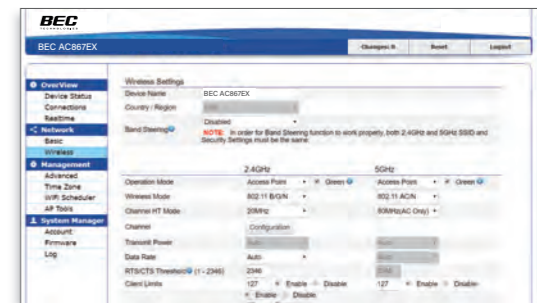 BEC
TECHNOLOGIES
BEC AC867EX
Changes: 0 Reset Logout
OverView
Device Status
Connections
Realtime
Network
Basic
Wireless
Management
Advanced
Time Zone
WiFi Scheduler
AP Tools
System Manager
Account
Firmware
Log
Wireless Settings
Device Name BEC AC867EX
Country / Region
Band Steering Disabled
NOTE: In order for Band Steering function to work properly, both 2.4GHz and 5GHz SSID and
Security Settings must be the same.
2.4GHz 5GHz
Operation Mode Access Point Green Access Point Green
Wireless Mode 802.11 B/G/N 802.11 AC/N
Channel HT Mode 20MHz 80MHz(AC Only)
Channel Configuration
Transmit Power Auto Auto
Data Rate Auto Auto
RTS/CTS Threshold (1 - 2346) 2346 2346
Client Limits 127 Enable Disable 127 Enable Disable
Enable Disable